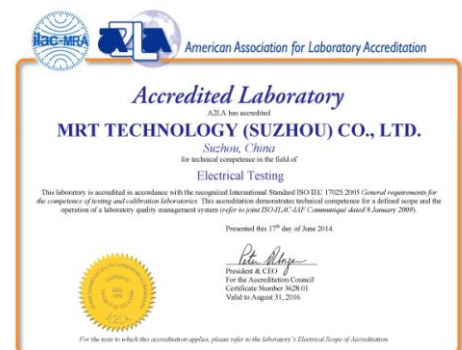 ilac-MRA
A2LA
American Association for Laboratory Accreditation
Accredited Laboratory
A2LA has accredited
MRT TECHNOLOGY (SUZHOU) CO., LTD.
Suzhou, China
for technical competence in the field of
Electrical Testing
This laboratory is accredited in accordance with the recognized International Standard ISO/IEC 17025:2005 General requirements for
the competence of testing and calibration laboratories. This accreditation demonstrates technical competence for a defined scope and the
operation of a laboratory quality management system (refer to joint ISO-ILAC-IAF Communiqué dated 8 January 2009).
Presented this 17th day of June 2014.
President & CEO
For the Accreditation Council
Certificate Number 3628.01
Valid to August 31, 2016
A2LA
For the tests to which this accreditation applies, please refer to the laboratory's Electrical Scope of Accreditation.